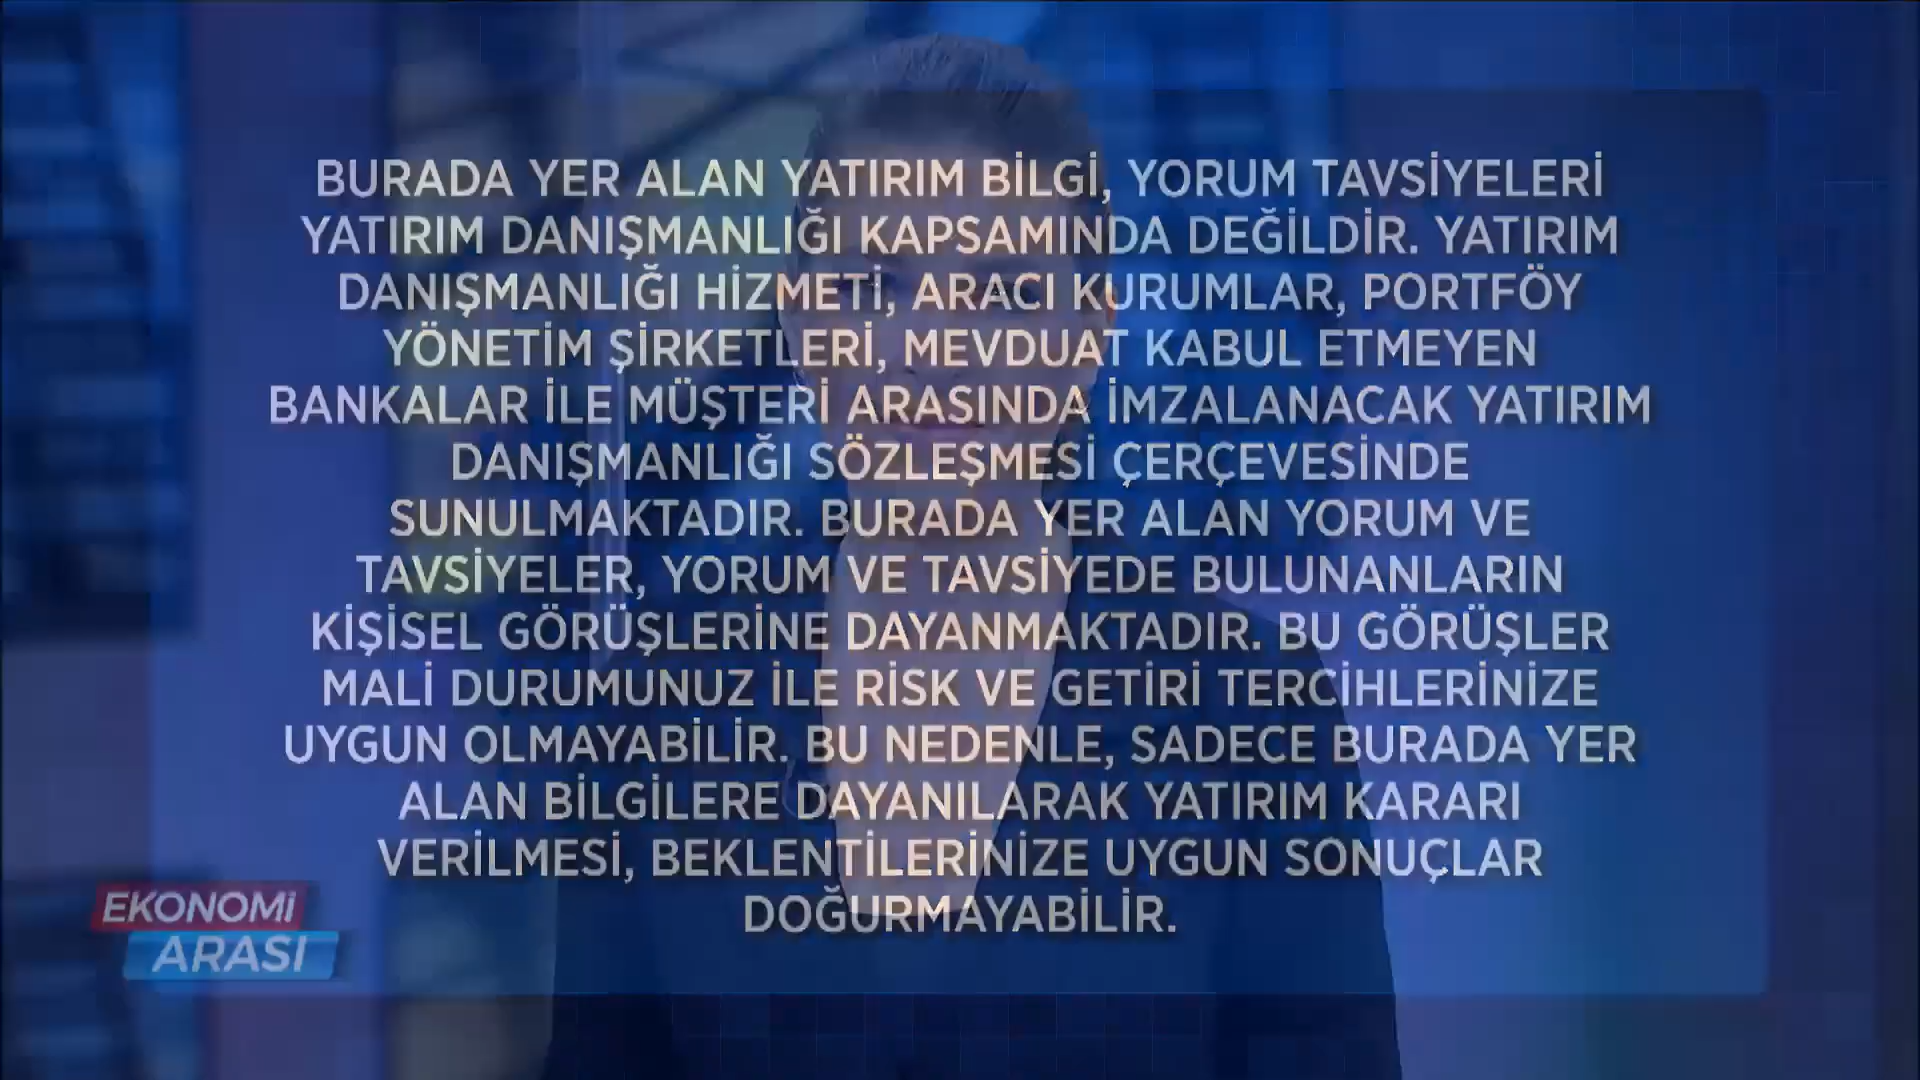 BURADA YER ALAN YATIRIM BİLGİ, YORUM TAVSİYELERİ
YATIRIM DANIŞMANLIĞI KAPSAMINDA DEĞİLDİR. YATIRIM
DANIŞMANLIĞI HİZMETİ, ARACI KURUMLAR, PORTFÖY
YÖNETİM ŞİRKETLERİ, MEVDUAT KABUL ETMEYEN
BANKALAR İLE MÜŞTERİ ARASINDA İMZALANACAK YATIRIM
DANIŞMANLIĞI SÖZLEŞMESİ ÇERÇEVESİNDE
SUNULMAKTADIR. BURADA YER ALAN YORUM VE
TAVSİYELER, YORUM VE TAVSİYEDE BULUNANLARIN
KİŞİSEL GÖRÜŞLERİNE DAYANMAKTADIR. BU GÖRÜŞLER
MALİ DURUMUNUZ İLE RİSK VE GETİRİ TERCİHLERİNİZE
UYGUN OLMAYABİLİR. BU NEDENLE, SADECE BURADA YER
ALAN BİLGİLERE DAYANILARAK YATIRIM KARARI
VERİLMESİ, BEKLENTİLERİNİZE UYGUN SONUÇLAR
DOĞURMAYABİLİR.
EKONOMİ
ARASI